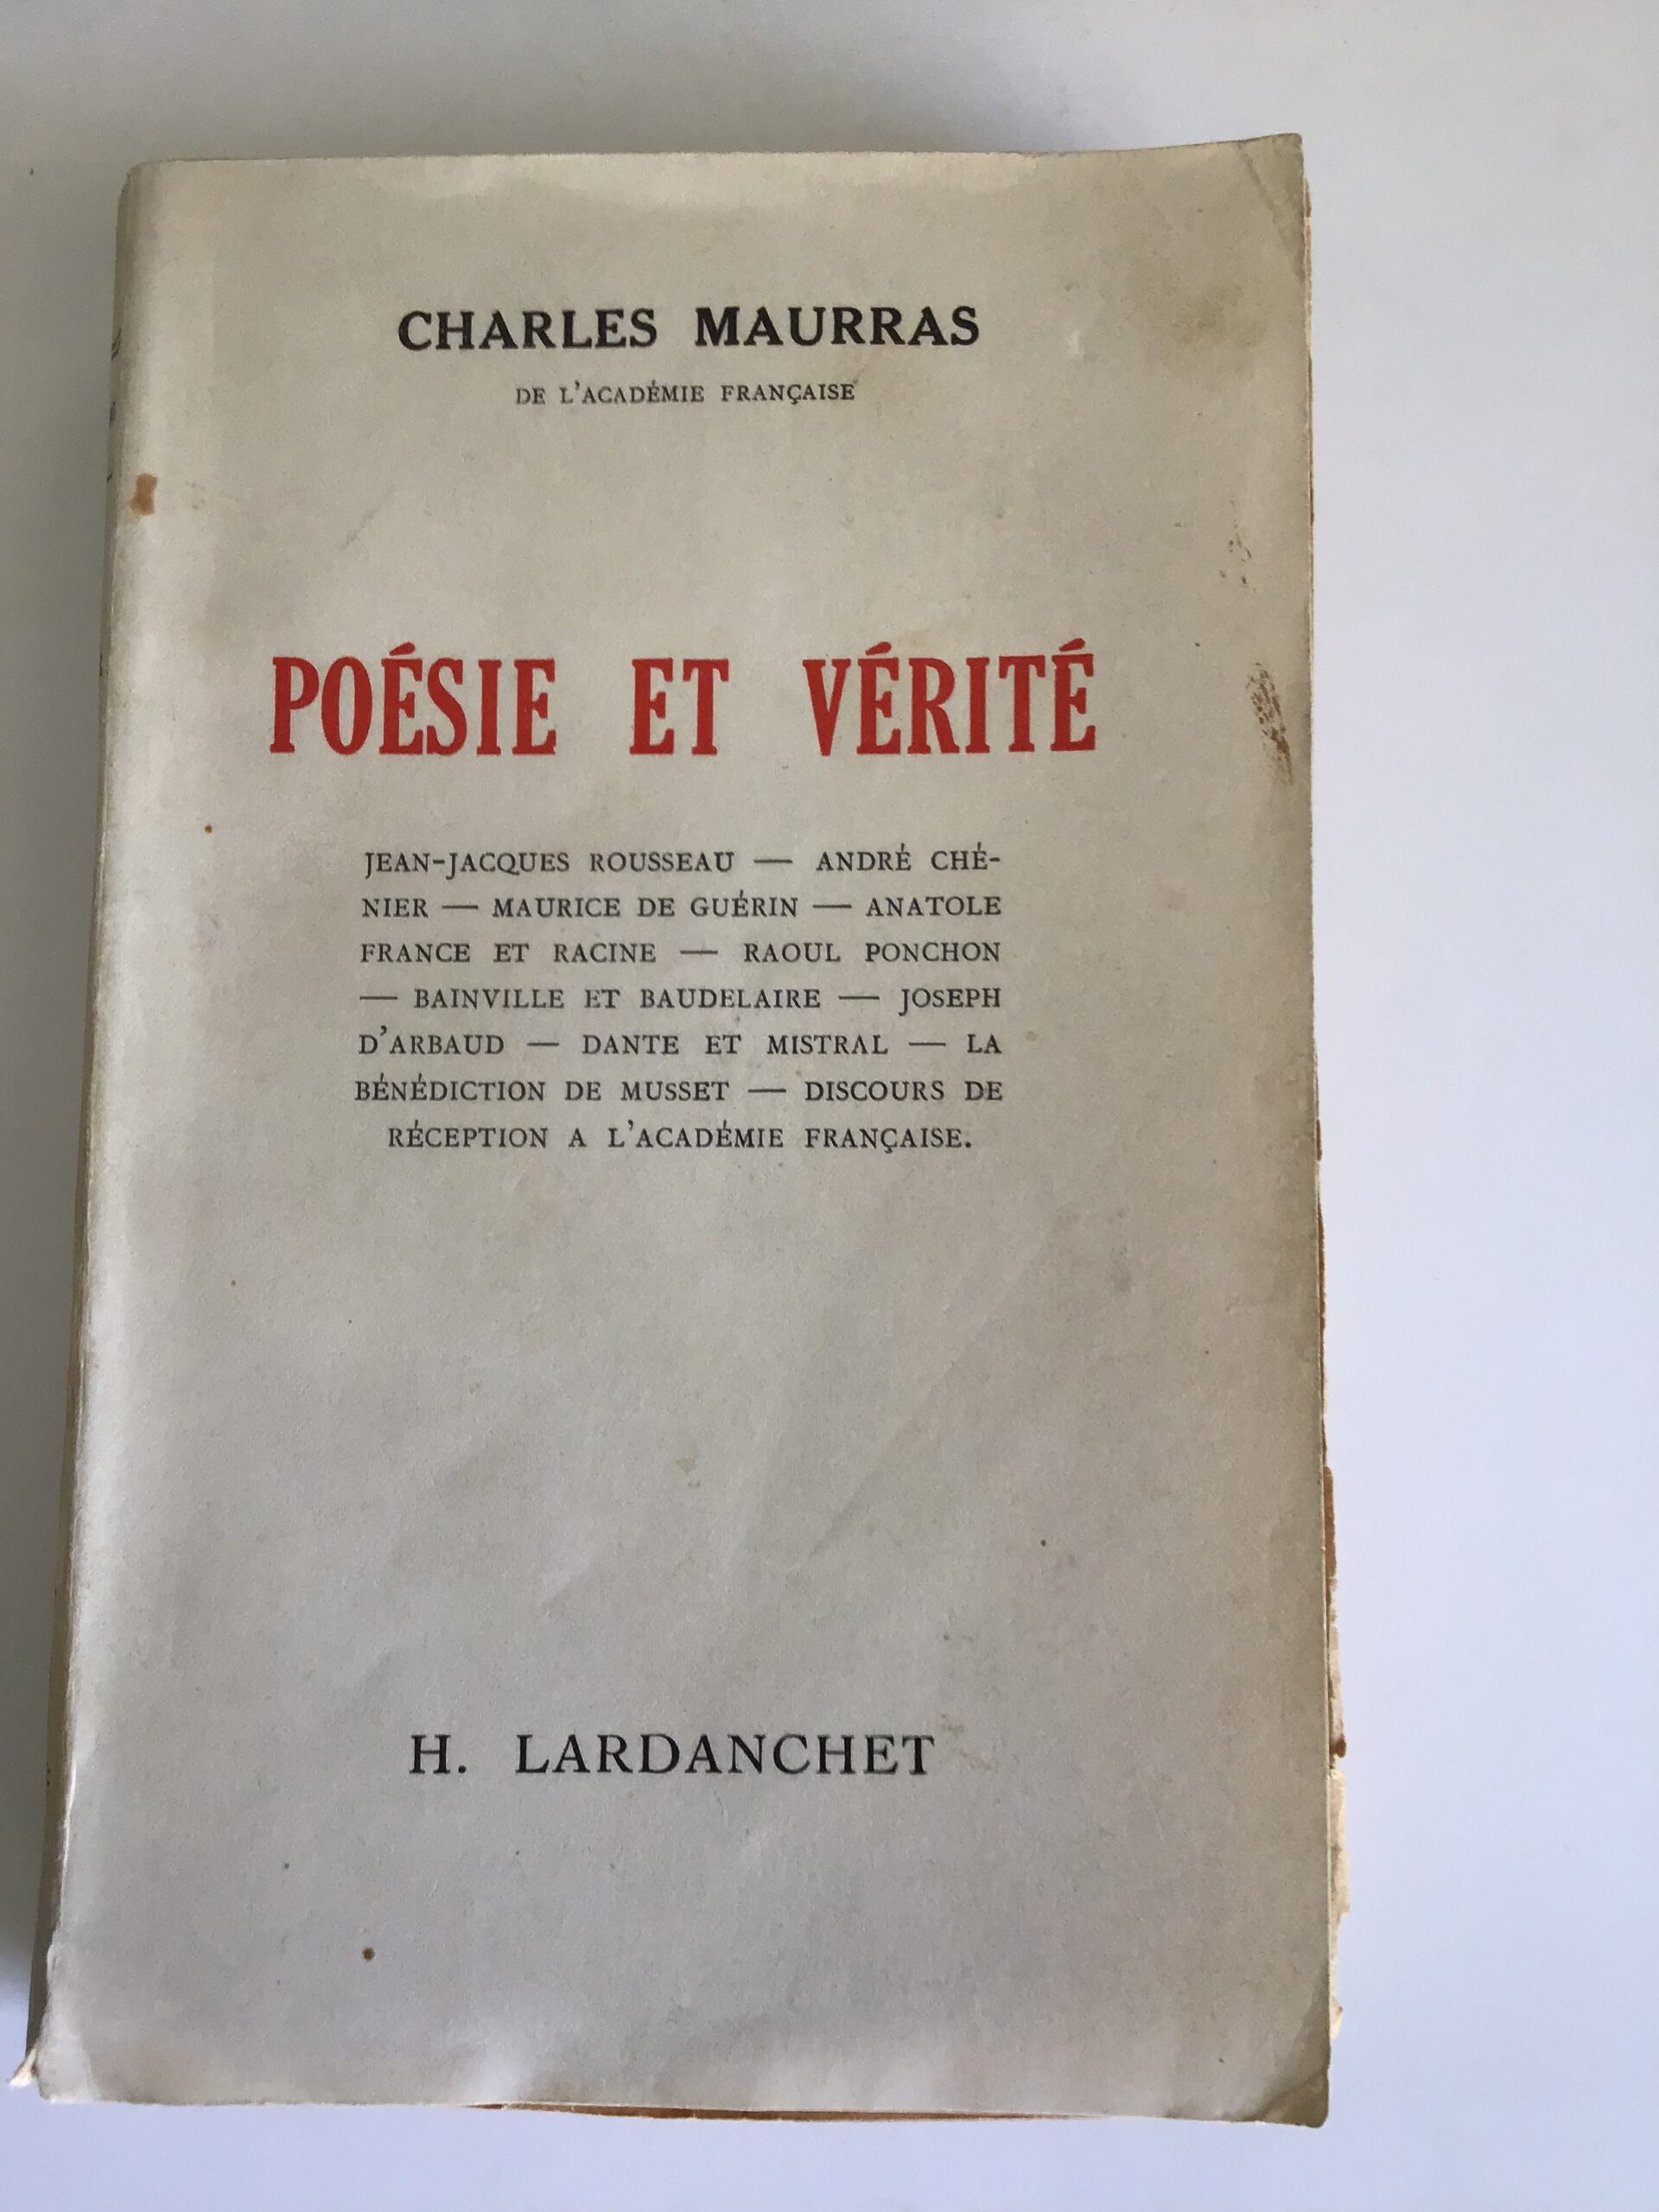 CHARLES MAURRAS
DE L'ACADÉMIE FRANÇAISE
POÉSIE ET VÉRITÉ
JEAN-JACQUES ROUSSEAU — ANDRÉ CHÉ-
NIER — MAURICE DE GUÉRIN — ANATOLE
FRANCE ET RACINE — RAOUL PONCHON
— BAINVILLE ET BAUDELAIRE — JOSEPH
D'ARBAUD — DANTE ET MISTRAL — LA
BÉNÉDICTION DE MUSSET — DISCOURS DE
RÉCEPTION A L'ACADÉMIE FRANÇAISE.
H. LARDANCHET